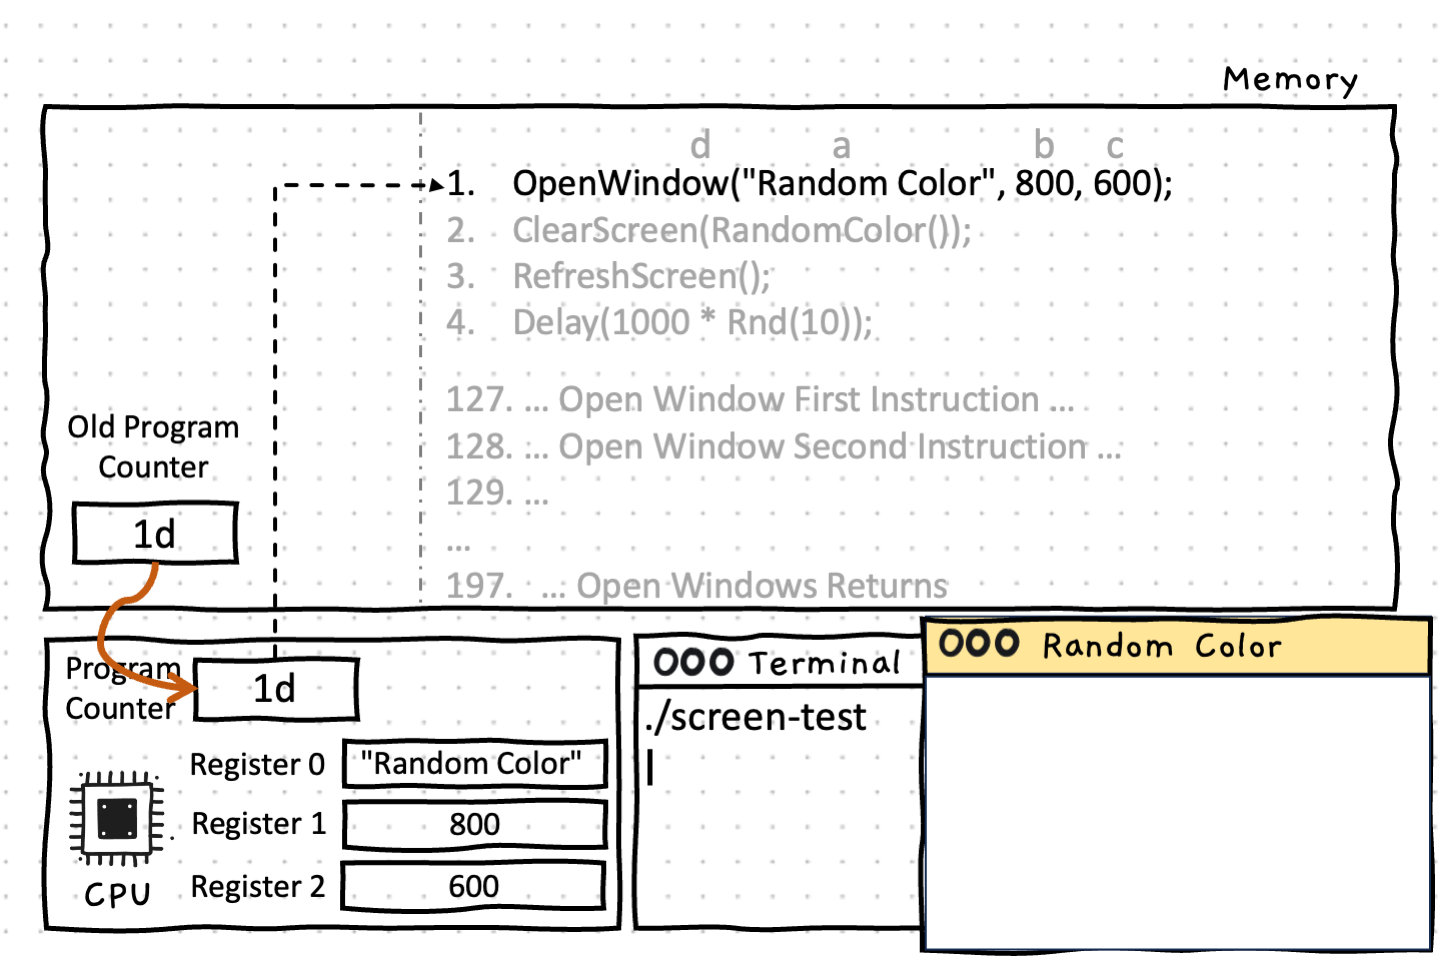 Memory
d a b c
1. OpenWindow("Random Color", 800, 600);
2. ClearScreen(RandomColor());
3. RefreshScreen();
4. Delay(1000 * Rnd(10));
127. ... Open Window First Instruction ...
128. ... Open Window Second Instruction ...
129. ...
...
197. ... Open Windows Returns
Old Program
Counter
1d
Program
Counter
1d
Register 0 "Random Color"
Register 1 800
Register 2 600
CPU
Terminal
./screen-test
Random Color